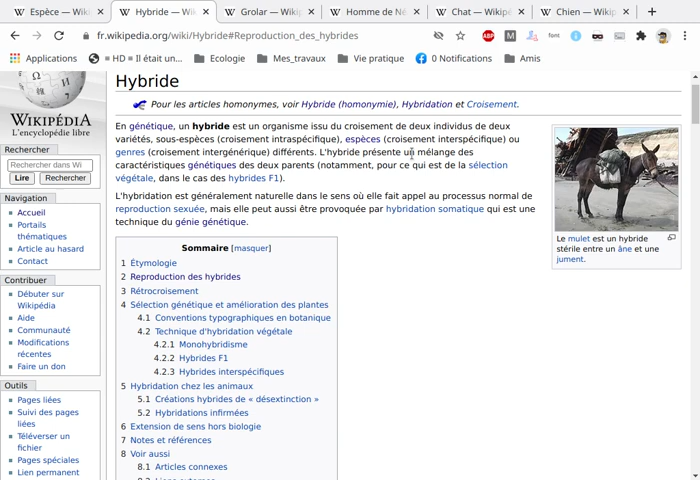 Espèce — Wiki
Hybride — Wi
Grolar — Wikip
Homme de Né
Chat — Wikipé
Chien — Wikip
fr.wikipedia.org/wiki/Hybride#Reproduction_des_hybrides
ABP
M
font
Applications
= HD = Il était un...
Ecologie
Mes_travaux
Vie pratique
0 Notifications
Amis
WIKIPÉDIA
L'encyclopédie libre
Rechercher
Rechercher dans Wi
Lire
Rechercher
Navigation
Accueil
Portails
thématiques
Article au hasard
Contact
Contribuer
Débuter sur
Wikipédia
Aide
Communauté
Modifications
récentes
Faire un don
Outils
Pages liées
Suivi des pages
liées
Téléverser un
fichier
Pages spéciales
Lien permanent
Hybride
Pour les articles homonymes, voir Hybride (homonymie), Hybridation et Croisement.
En génétique, un hybride est un organisme issu du croisement de deux individus de deux
variétés, sous-espèces (croisement intraspécifique), espèces (croisement interspécifique) ou
genres (croisement intergénérique) différents. L'hybride présente un mélange des
caractéristiques génétiques des deux parents (notamment, pour ce qui est de la sélection
végétale, dans le cas des hybrides F1).
L'hybridation est généralement naturelle dans le sens où elle fait appel au processus normal de
reproduction sexuée, mais elle peut aussi être provoquée par hybridation somatique qui est une
technique du génie génétique.
Le mulet est un hybride
stérile entre un âne et une
jument.
Sommaire [masquer]
1 Étymologie
2 Reproduction des hybrides
3 Rétrocroisement
4 Sélection génétique et amélioration des plantes
4.1 Conventions typographiques en botanique
4.2 Technique d'hybridation végétale
4.2.1 Monohybridisme
4.2.2 Hybrides F1
4.2.3 Hybrides interspécifiques
5 Hybridation chez les animaux
5.1 Créations hybrides de « désextinction »
5.2 Hybridations infirmées
6 Extension de sens hors biologie
7 Notes et références
8 Voir aussi
8.1 Articles connexes